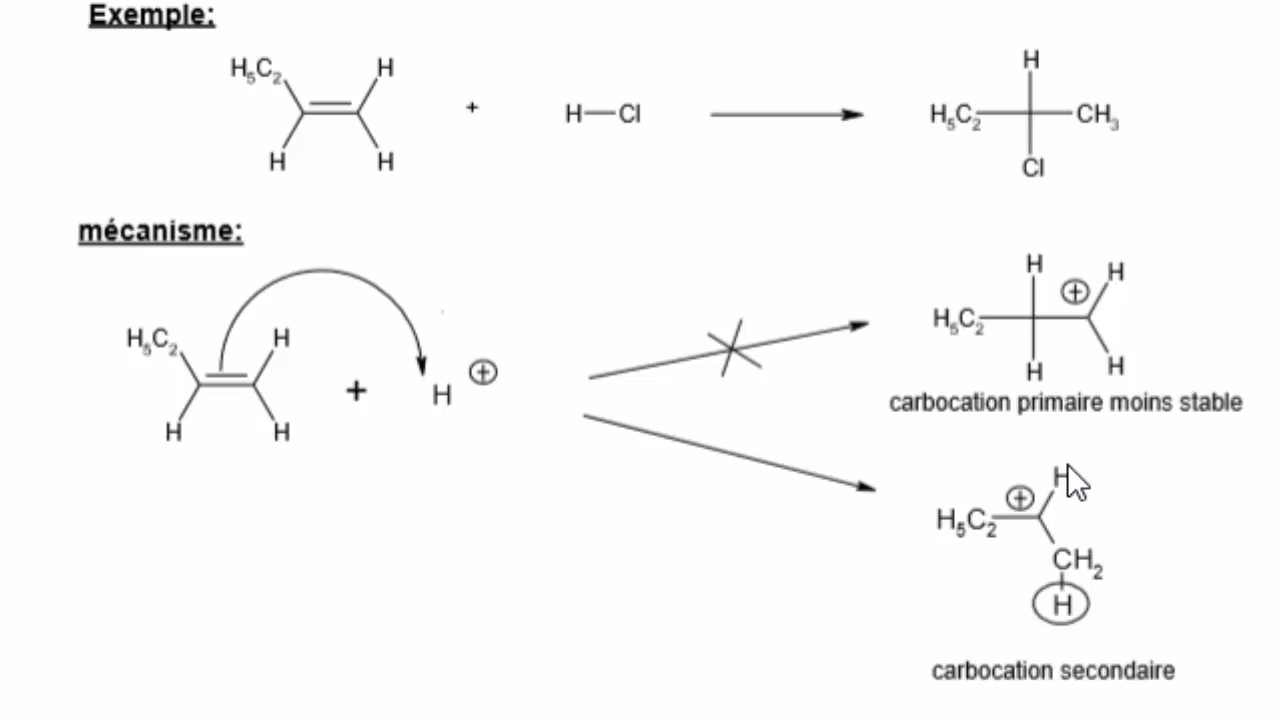 Exemple:
H₅C₂ H H H
+
H—Cl
H H₅C₂ CH₃ Cl
mécanisme:
H₅C₂ H H H
+
H ⊕
H H₅C₂ ⊕ H H H
carbocation primaire moins stable
H₅C₂ ⊕ H
CH₂
H
carbocation secondaire